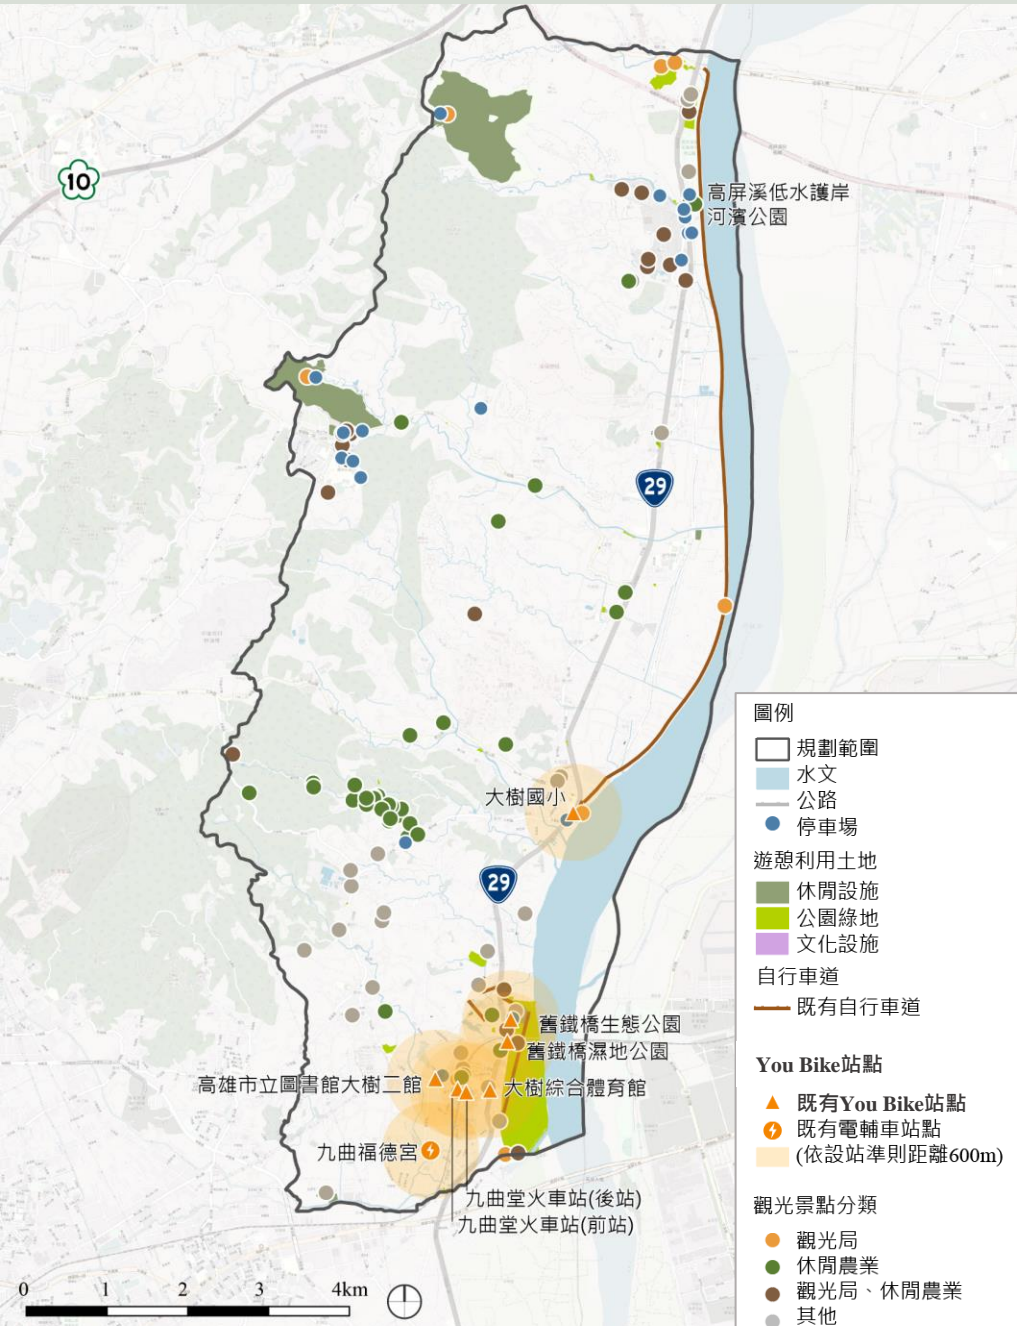 10
高屏溪低水護岸
河濱公園
29
大樹國小
29
舊鐵橋生態公園
舊鐵橋濕地公園
高雄市立圖書館大樹二館
大樹綜合體育館
九曲福德宮
九曲堂火車站(後站)
九曲堂火車站(前站)
0 1 2 3 4km
圖例
規劃範圍
水文
公路
停車場
遊憩利用土地
休閒設施
公園綠地
文化設施
自行車道
既有自行車道
You Bike站點
既有You Bike站點
既有電輔車站點
(依設站準則距離600m)
觀光景點分類
觀光局
休閒農業
觀光局、休閒農業
其他